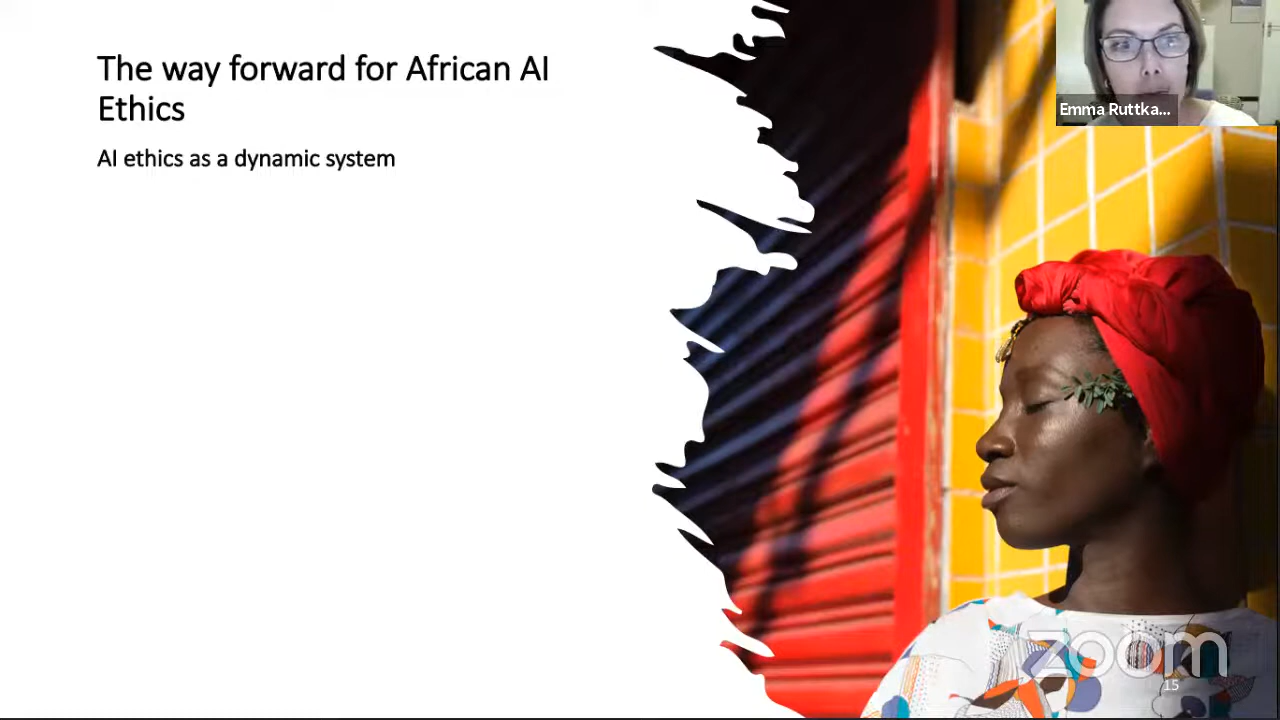 The way forward for African AI
Ethics
AI ethics as a dynamic system
Emma Ruttka...
zoom
15